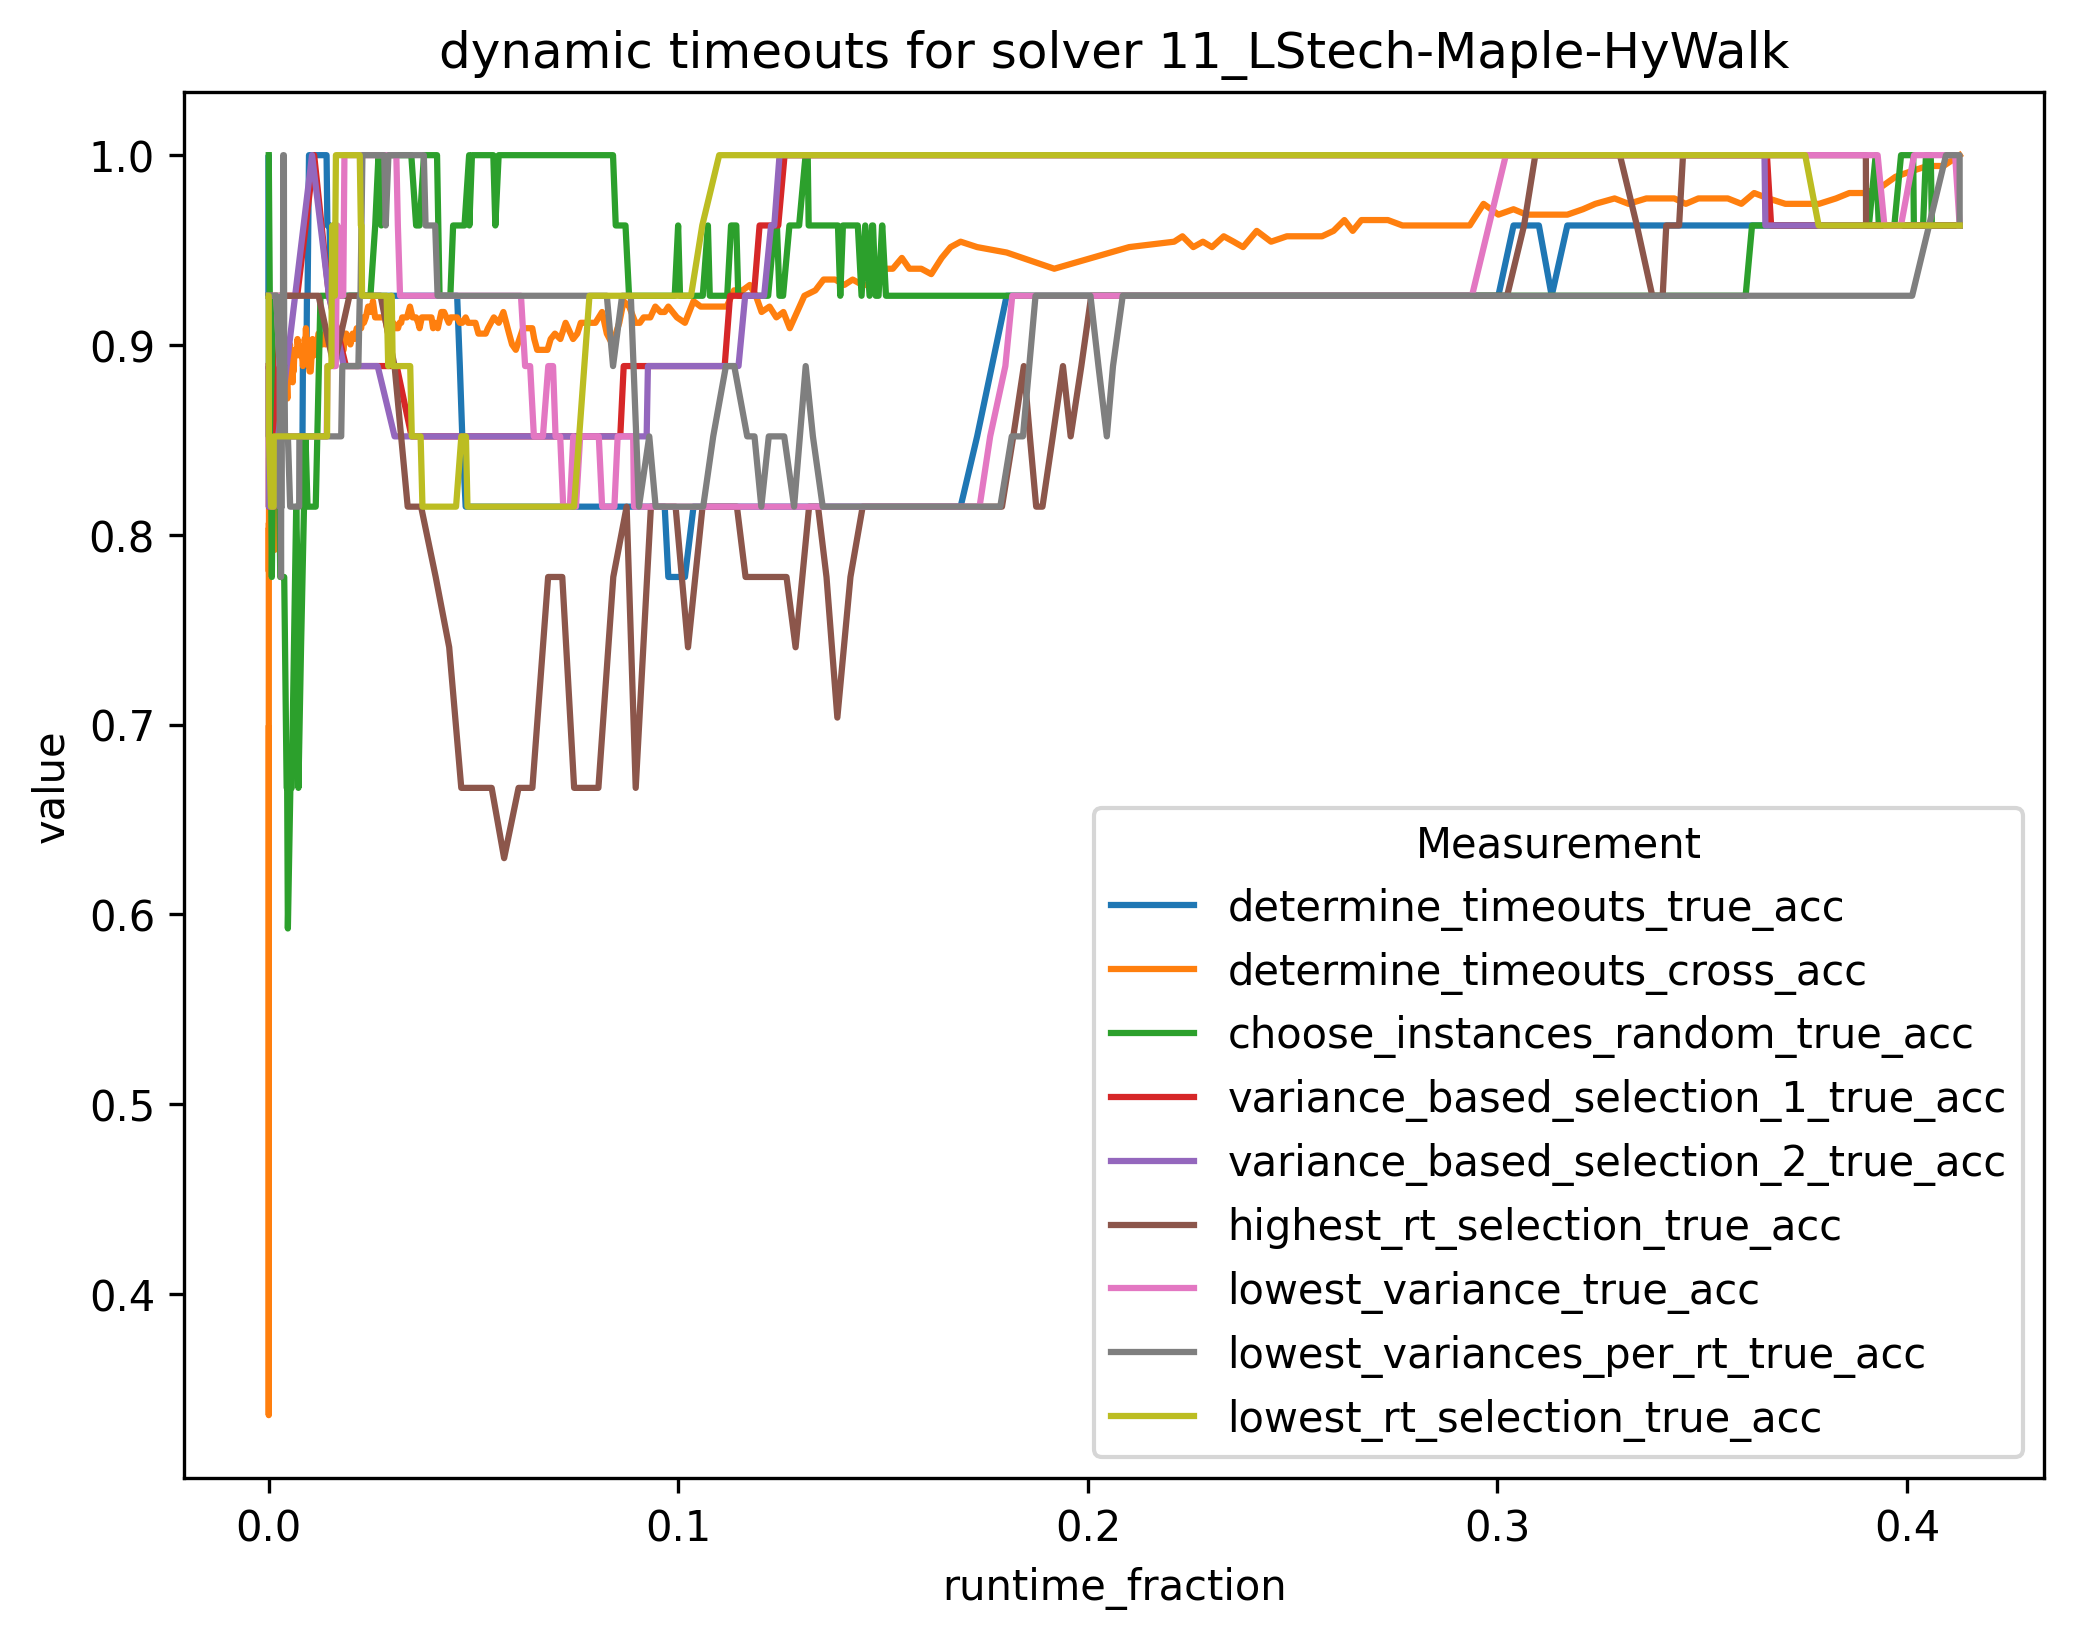 dynamic timeouts for solver 11_LStech-Maple-HyWalk
1.0
0.9
0.8
0.7
0.6
0.5
0.4
value
Measurement
determine_timeouts_true_acc
determine_timeouts_cross_acc
choose_instances_random_true_acc
variance_based_selection_1_true_acc
variance_based_selection_2_true_acc
highest_rt_selection_true_acc
lowest_variance_true_acc
lowest_variances_per_rt_true_acc
lowest_rt_selection_true_acc
0.0 0.1 0.2 0.3 0.4
runtime_fraction